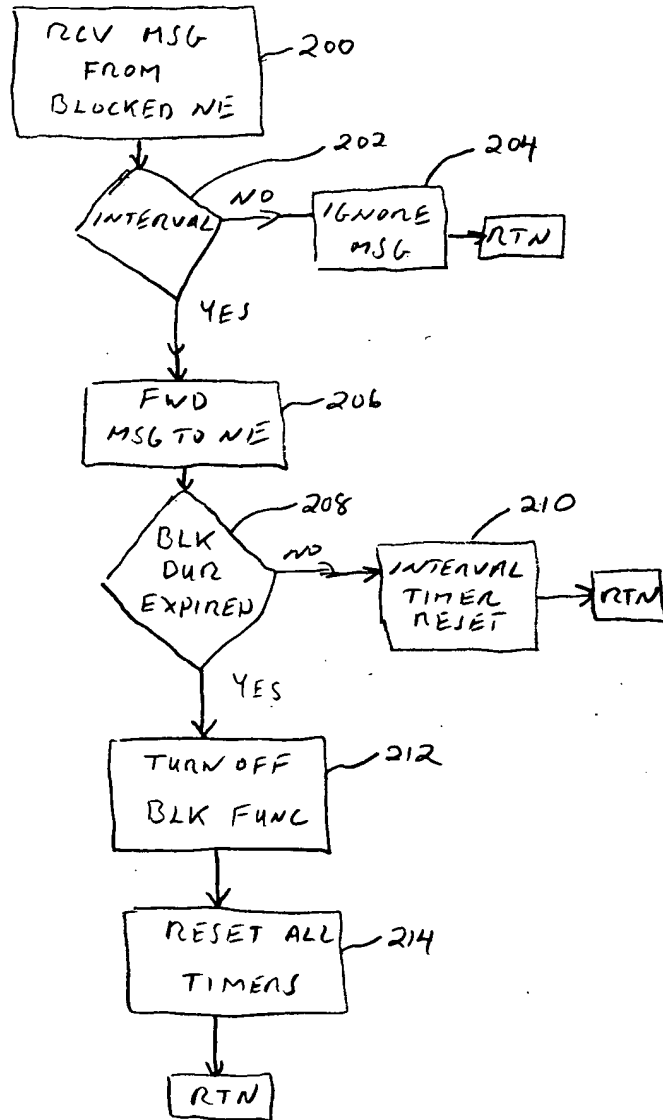 RCV MSG
FROM
BLOCKED NE
200
202
INTERVAL
NO
204
IGNORE
MSG
RTN
YES
FWD
MSG TO NE
206
208
BLK
DUR
EXPIRED
NO
210
INTERVAL
TIMER
RESET
RTN
YES
TURN OFF
BLK FUNC
212
RESET ALL
TIMERS
214
RTN